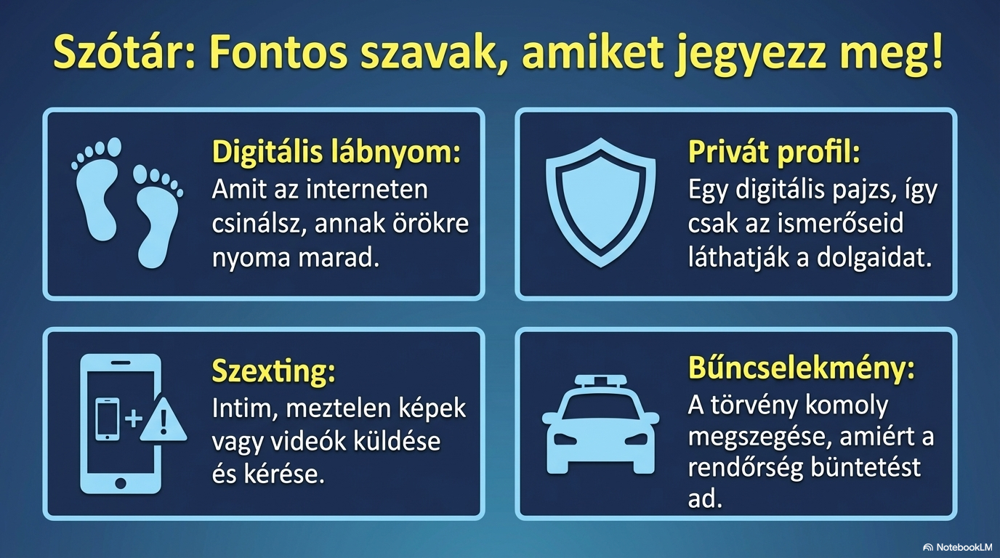 Szótár: Fontos szavak, amiket jegyezz meg!
Digitális lábnyom:
Amit az interneten
csinálsz, annak örökre
nyoma marad.
Privát profil:
Egy digitális pajzs, így
csak az ismerőseid
láthatják a dolgaidat.
Szexting:
Intim, meztelen képek
vagy videók küldése
és kérése.
Bűncselekmény:
A törvény komoly
megszegése, amiért a
rendőrség büntetést
ad.
NotebookLM